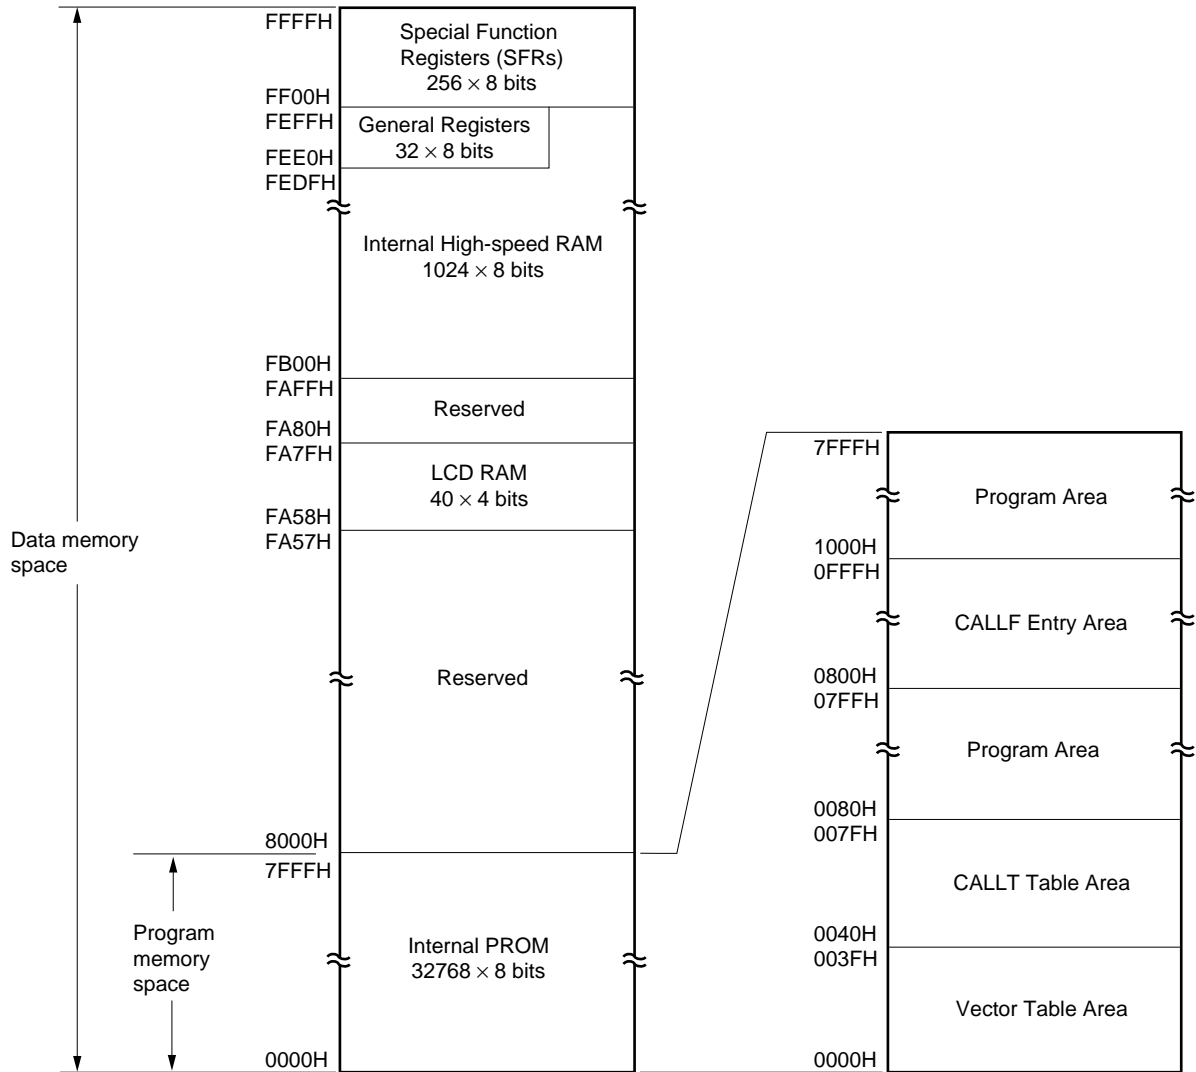 FFFFH
Special Function
Registers (SFRs)
256 × 8 bits
FF00H
FEFFH
General Registers
32 × 8 bits
FEE0H
FEDFH
Internal High-speed RAM
1024 × 8 bits
FB00H
FAFFH
Reserved
FA80H
FA7FH
LCD RAM
40 × 4 bits
FA58H
FA57H
Data memory
space
Reserved
8000H
7FFFH
Program
memory
space
Internal PROM
32768 × 8 bits
0000H
7FFFH
Program Area
1000H
0FFFH
CALLF Entry Area
0800H
07FFH
Program Area
0080H
007FH
CALLT Table Area
0040H
003FH
Vector Table Area
0000H